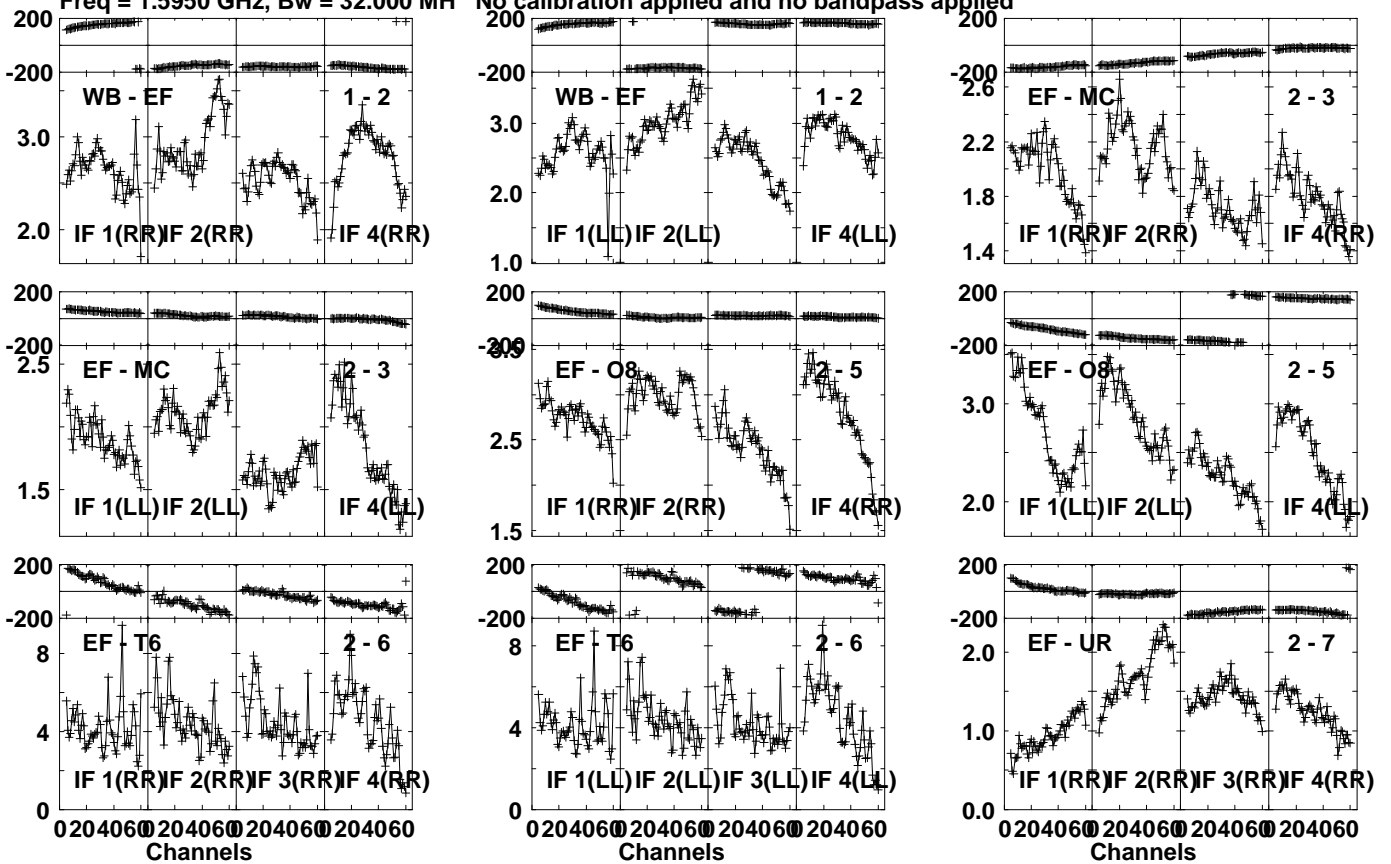 Freq = 1.5950 GHz, Bw = 32.000 MH No calibration applied and no bandpass applied
200 200 200
-200 -200 -200
WB - EF 1 - 2 WB - EF 1 - 2 EF - MC 2 - 3
3.0 3.0 2.6
2.0 2.0 2.2
1.0 1.8
1.4
IF 1(RR) IF 2(RR) IF 4(RR) IF 1(LL) IF 2(LL) IF 4(LL) IF 1(RR) IF 2(RR) IF 4(RR)
200 200 200
-200 -200 -200
EF - MC 2 - 3 EF - O8 2 - 5 EF - O8 2 - 5
2.5 3.5 3.0
1.5 2.5 2.0
1.5
IF 1(LL) IF 2(LL) IF 4(LL) IF 1(RR) IF 2(RR) IF 4(RR) IF 1(LL) IF 2(LL) IF 4(LL)
200 200 200
-200 -200 -200
EF - T6 2 - 6 EF - T6 2 - 6 EF - UR 2 - 7
8 8 2.0
4 4 1.0
0 0 0.0
IF 1(RR) IF 2(RR) IF 3(RR) IF 4(RR) IF 1(LL) IF 2(LL) IF 3(LL) IF 4(LL) IF 1(RR) IF 2(RR) IF 3(RR) IF 4(RR)
0 20 40 60 0 20 40 60 0 20 40 60 0 20 40 60 0 20 40 60 0 20 40 60 0 20 40 60 0 20 40 60 0 20 40 60 0 20 40 60 0 20 40 60 0 20 40 60
Channels Channels Channels